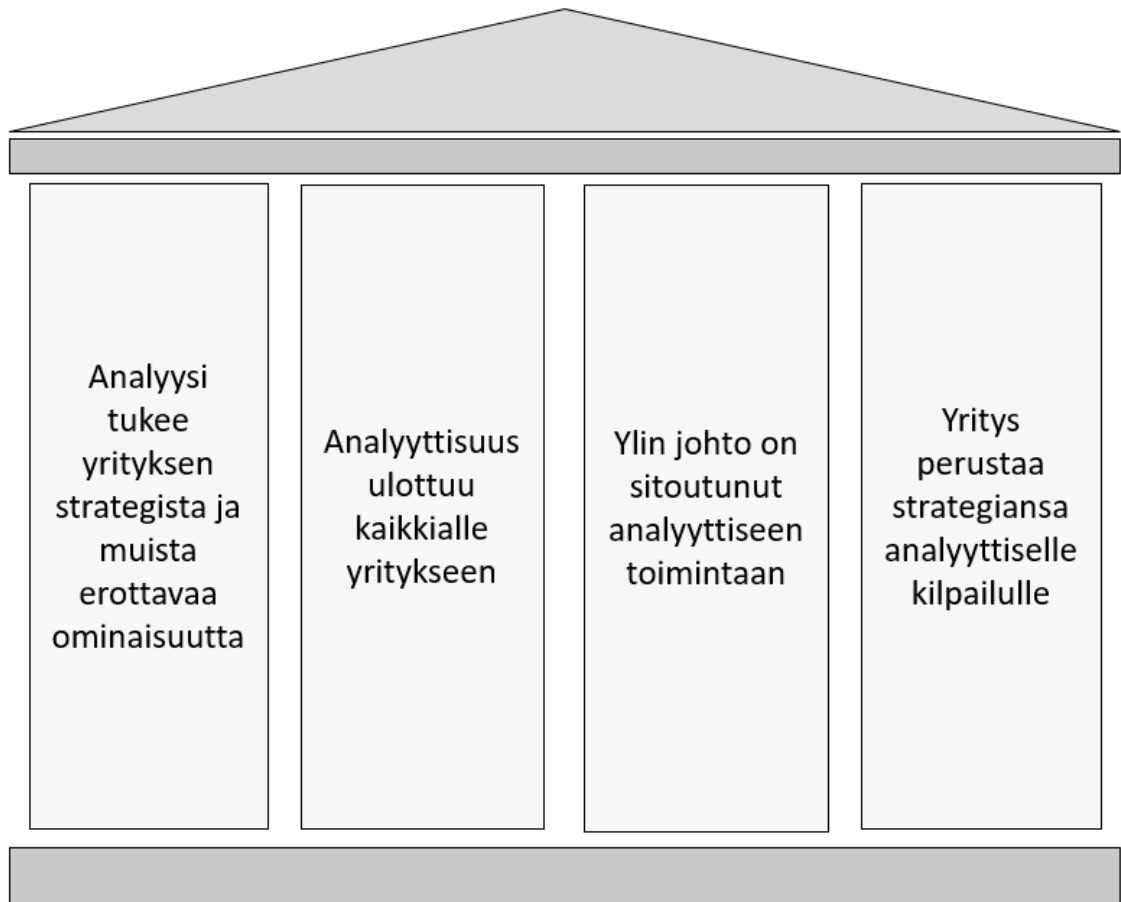 Analyysi
tukee
yrityksen
strategista ja
muista
erottavaa
ominaisuutta
Analyyttisuus
ulottuu
kaikkialle
yritykseen
Ylin johto on
sitoutunut
analyyttiseen
toimintaan
Yritys
perustaa
strategiansa
analyyttiselle
kilpailulle